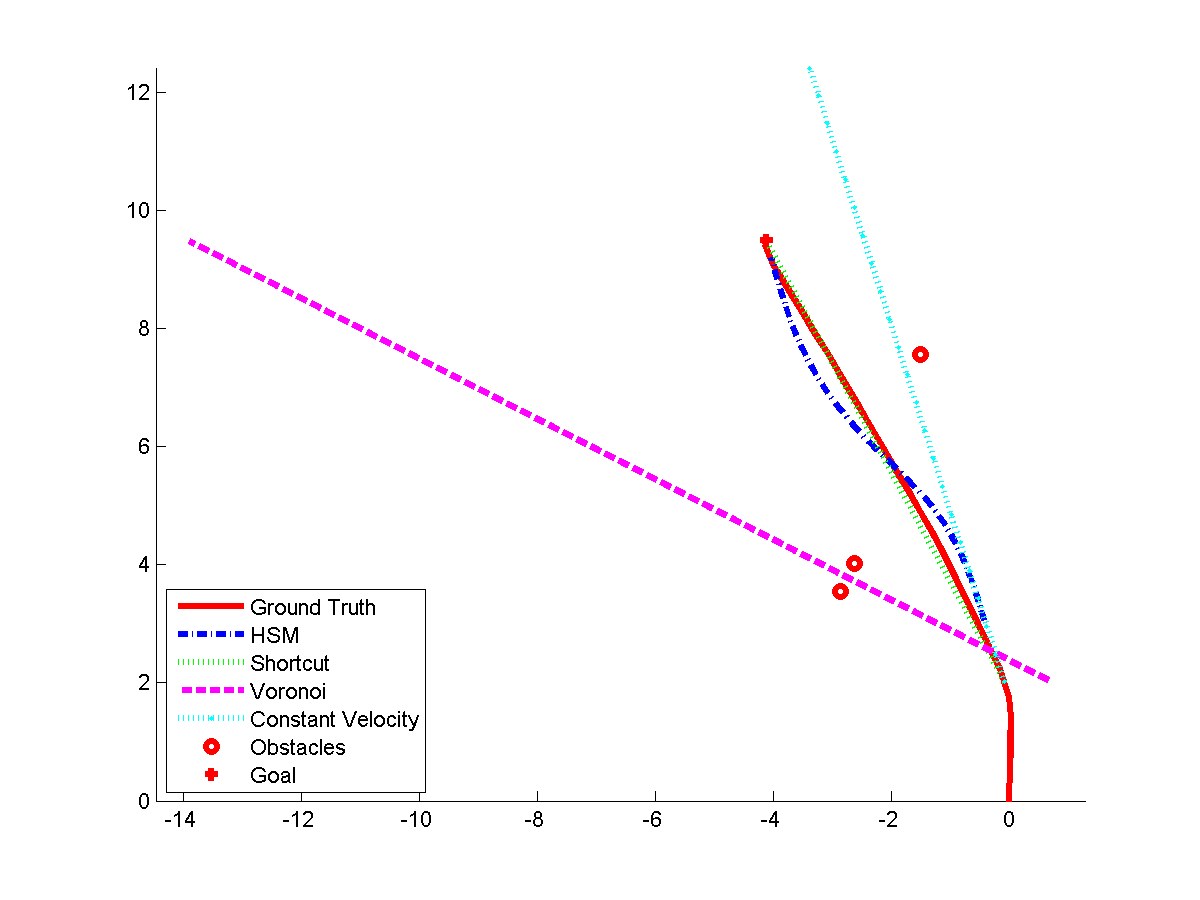 12
10
8
6
4
2
0
Ground Truth
HSM
Shortcut
Voronoi
Constant Velocity
Obstacles
Goal
-14 -12 -10 -8 -6 -4 -2 0